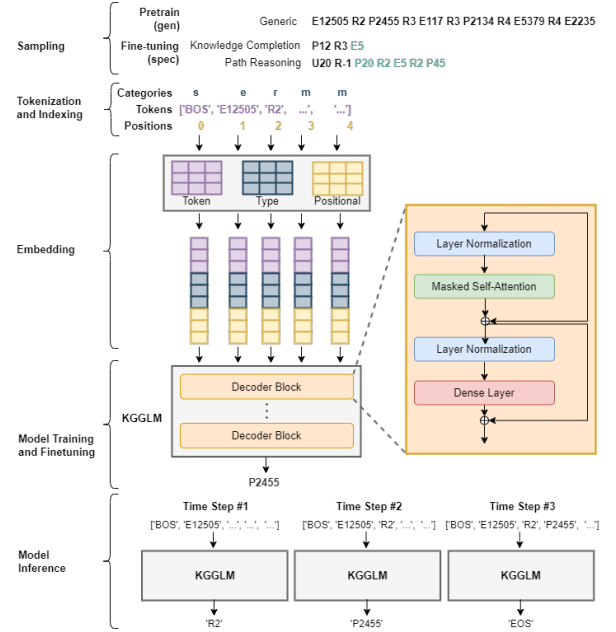 Pretrain
(gen)
Generic E12505 R2 P2455 R3 E117 R3 P2134 R4 E5379 R4 E2235
Sampling
Fine-tuning
(spec)
Knowledge Completion P12 R3 E5
Path Reasoning U20 R-1 P20 R2 E5 R2 P45
Tokenization
and Indexing
Categories s e r m m
Tokens ['BOS', 'E12505', 'R2', ...', '...']
Positions 0 1 2 3 4
Embedding
Token Type Positional
Layer Normalization
Masked Self-Attention
Layer Normalization
Dense Layer
Model Training
and Finetuning
KGGLM
Decoder Block
Decoder Block
P2455
Model
Inference
Time Step #1 Time Step #2 Time Step #3
['BOS', 'E12505', '...', '...', '...'] ['BOS', 'E12505', 'R2', '...', '...'] ['BOS', 'E12505', 'R2', 'P2455', '...']
KGGLM KGGLM KGGLM
'R2' 'P2455' 'EOS'